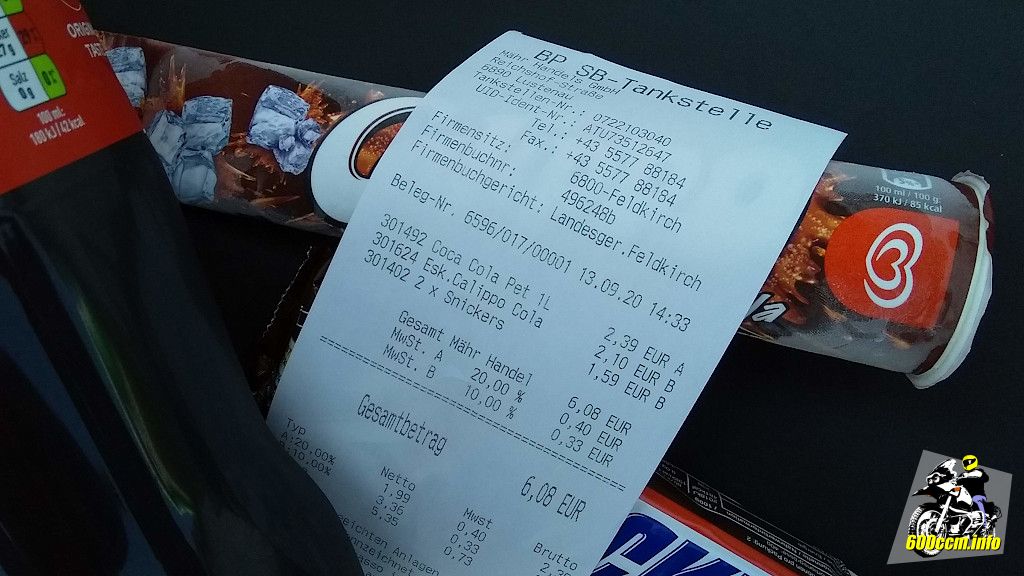 ORIGINAL
TASTE
Salz
0 g
0%
100 ml:
180 kJ / 42 kcal
BP SB-Tankstelle
Mähr Handels GmbH
Reichshofstraße
6890 Lustenau
Tankstellen-Nr.: 0722103040
UID-Ident.Nr.: ATU73512647
Tel.: +43 5577 88184
Fax.: +43 5577 88184
Firmensitz: 6800-Feldkirch
Firmenbuchnr: 496248b
Firmenbuchgericht: Landesger.Feldkirch
Beleg-Nr. 6596/017/00001 13.09.20 14:33
301492 Coca Cola Pet 1L 2,39 EUR A
301624 Esk.Calippo Cola 2,10 EUR B
301402 2 x Snickers 1,59 EUR B
Gesamt Mähr Handel 6,08 EUR
MwSt. A 20,00 % 0,40 EUR
MwSt. B 10,00 % 0,33 EUR
Gesamtbetrag 6,08 EUR
Typ Netto Mwst Brutto
A:20,00% 1,99 0,40
B:10,00% 3,36 0,33
5,35 0,73
100 ml / 100 g:
370 kJ / 85 kcal
600ccm.info